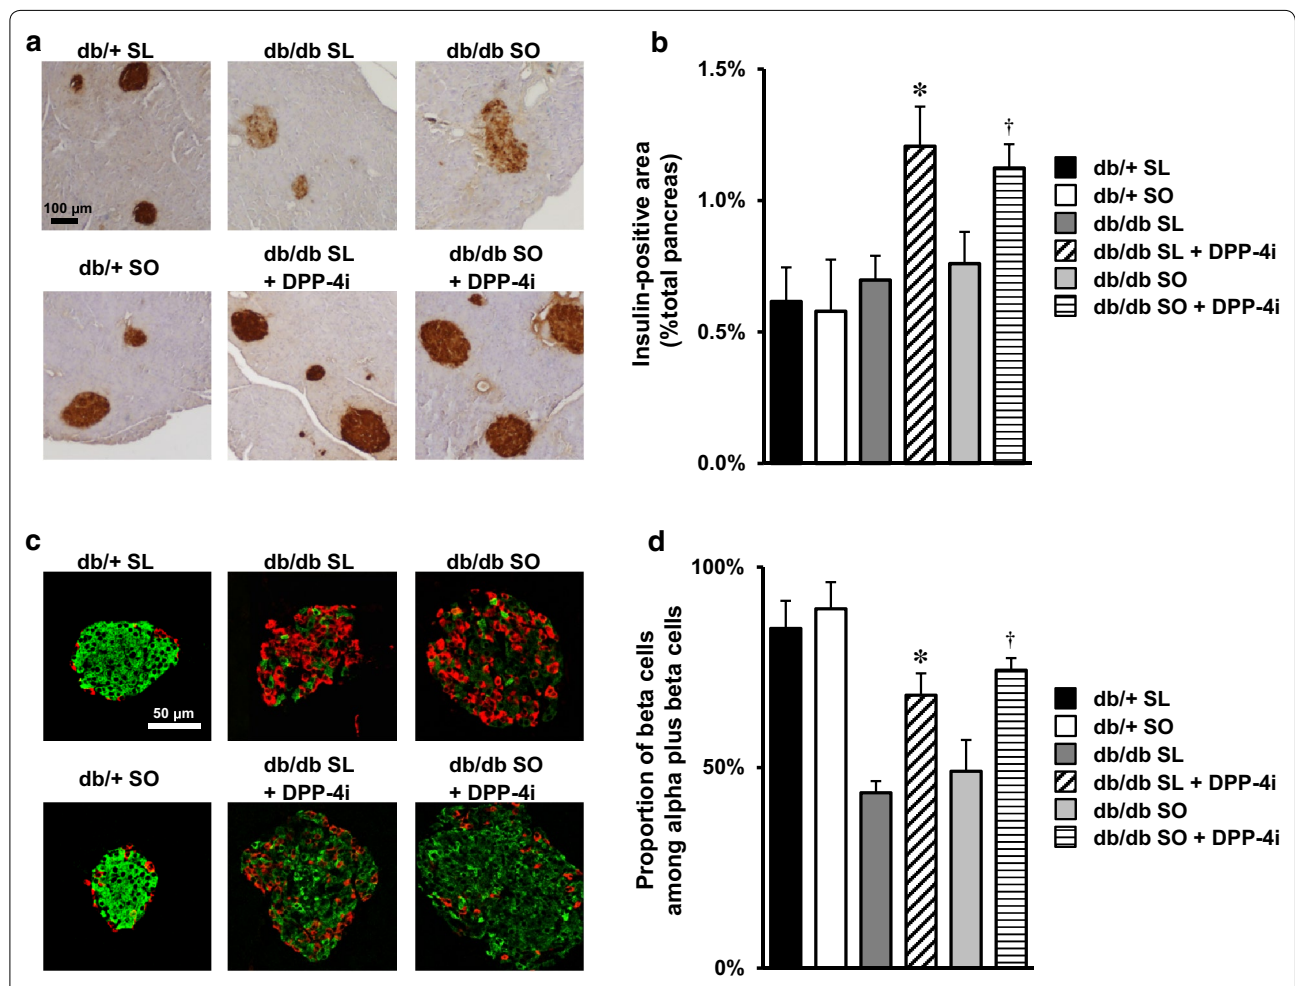 a
db/+ SL
db/db SL
db/db SO
100 µm
db/+ SO
db/db SL
+ DPP-4i
db/db SO
+ DPP-4i
b
1.5%
1.0%
0.5%
0.0%
Insulin-positive area
(%total pancreas)
*
†
db/+ SL
db/+ SO
db/db SL
db/db SL + DPP-4i
db/db SO
db/db SO + DPP-4i
c
db/+ SL
db/db SL
db/db SO
50 µm
db/+ SO
db/db SL
+ DPP-4i
db/db SO
+ DPP-4i
d
100%
50%
0%
Proportion of beta cells
among alpha plus beta cells
*
†
db/+ SL
db/+ SO
db/db SL
db/db SL + DPP-4i
db/db SO
db/db SO + DPP-4i